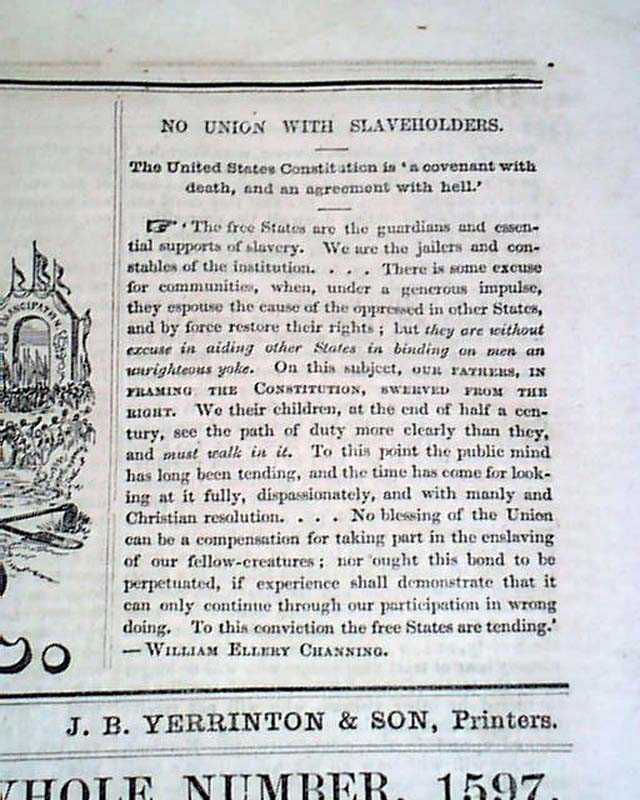 NO UNION WITH SLAVEHOLDERS.
The United States Constitution is 'a covenant with
death, and an agreement with hell.'
☞ 'The free States are the guardians and essen-
tial supports of slavery. We are the jailers and con-
stables of the institution. . . . There is some excuse
for communities, when, under a generous impulse,
they espouse the cause of the oppressed in other States,
and by force restore their rights; but they are without
excuse in aiding other States in binding on men an
unrighteous yoke. On this subject, OUR FATHERS, IN
FRAMING THE CONSTITUTION, SWERVED FROM THE
RIGHT. We their children, at the end of half a cen-
tury, see the path of duty more clearly than they,
and must walk in it. To this point the public mind
has long been tending, and the time has come for look-
ing at it fully, dispassionately, and with manly and
Christian resolution. . . . No blessing of the Union
can be a compensation for taking part in the enslaving
of our fellow-creatures; nor ought this bond to be
perpetuated, if experience shall demonstrate that it
can only continue through our participation in wrong
doing. To this conviction the free States are tending.'
—WILLIAM ELLERY CHANNING.
EMANCIPATION
J. B. YERRINTON & SON, Printers.
WHOLE NUMBER, 1597.